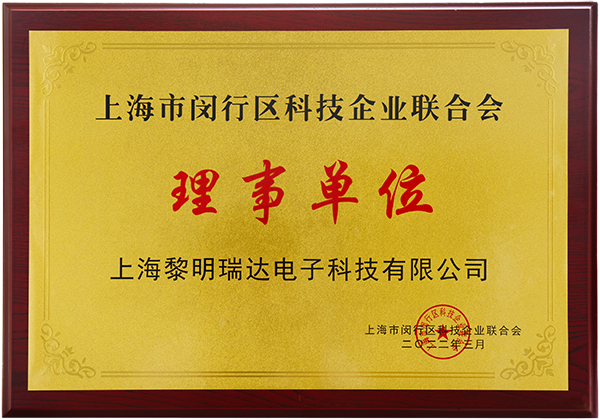 上海市闵行区科技企业联合会
理事单位
上海黎明瑞达电子科技有限公司
上海市闵行区科技企业联合会
二〇二二年三月